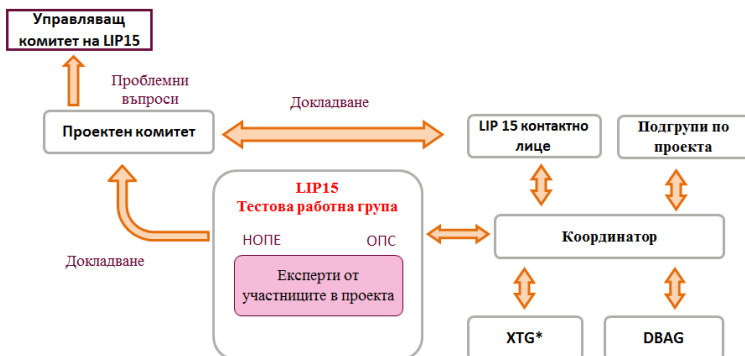 Управляващ
комитет на LIP15
Проблемни
въпроси
Докладване
Проектен комитет
LIP 15 контактно
лице
Подгрупи по
проекта
LIP15
Тестова работна група
НОПЕ ОПС
Координатор
Докладване
Експерти от
участниците в проекта
XTG*
DBAG